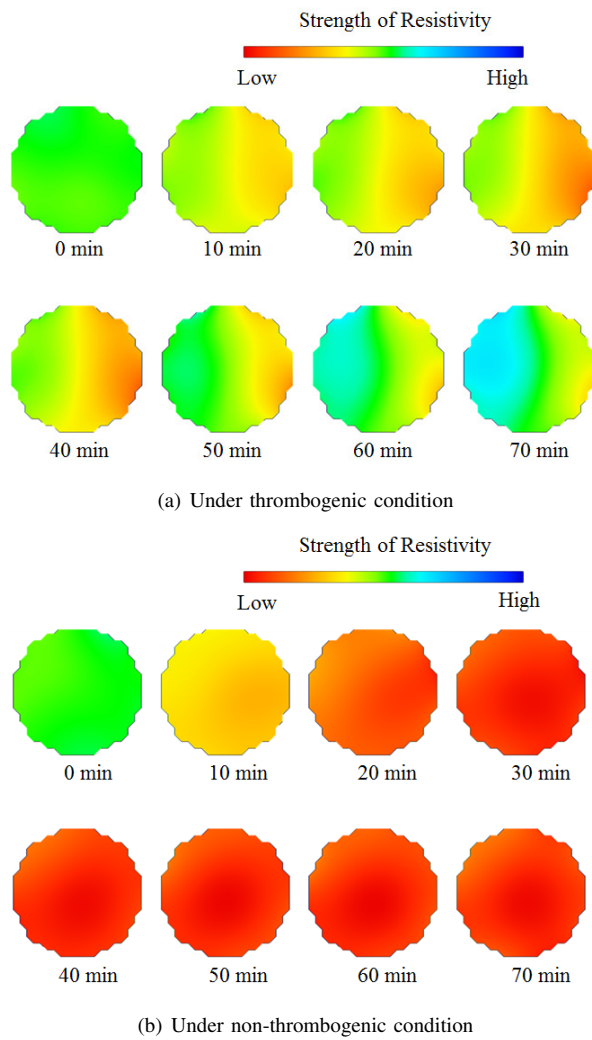 Strength of Resistivity
Low High
0 min 10 min 20 min 30 min
40 min 50 min 60 min 70 min
(a) Under thrombogenic condition
Strength of Resistivity
Low High
0 min 10 min 20 min 30 min
40 min 50 min 60 min 70 min
(b) Under non-thrombogenic condition